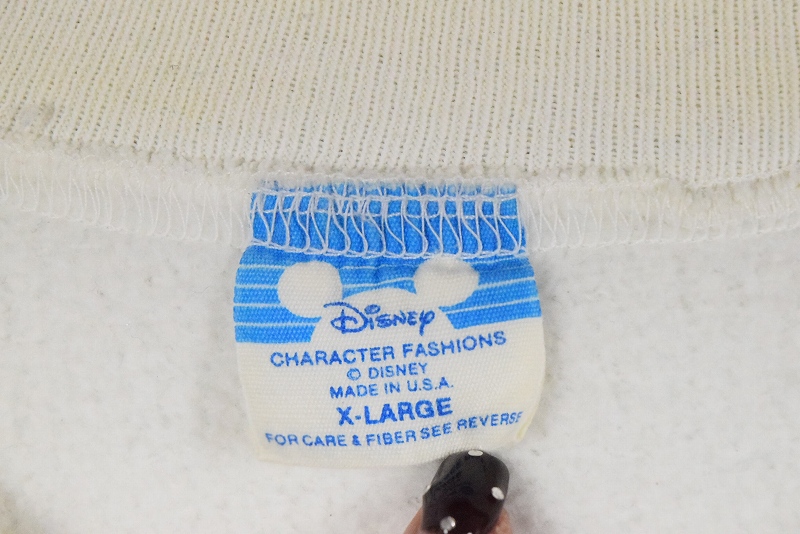 Disney
CHARACTER FASHIONS
© DISNEY
MADE IN U.S.A.
X-LARGE
FOR CARE & FIBER SEE REVERSE